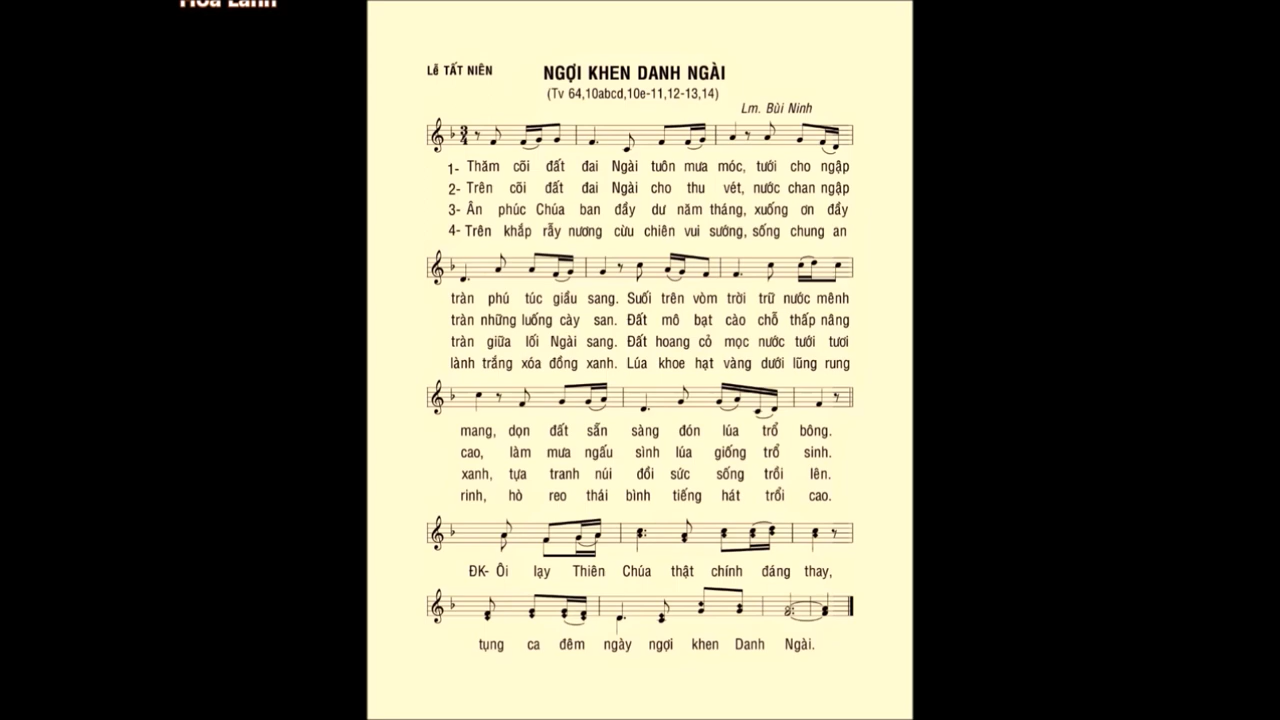 Hòa Lành
Lễ TẤT NIÊN
NGỢI KHEN DANH NGÀI
(Tv 64,10abcd,10e-11,12-13,14)
Lm. Bùi Ninh
1- Thăm cõi đất đai Ngài tuôn mưa móc, tưới cho ngập
2- Trên cõi đất đai Ngài cho thu vét, nước chan ngập
3- Ân phúc Chúa ban đầy dư năm tháng, xuống ơn đầy
4- Trên khắp rẫy nương cừu chiên vui sướng, sống chung an
tràn phú túc giầu sang. Suối trên vòm trời trữ nước mênh
tràn những luống cày san. Đất mô bạt cào chỗ thấp nâng
tràn giữa lối Ngài sang. Đất hoang cỏ mọc nước tưới tươi
lành trắng xóa đồng xanh. Lúa khoe hạt vàng dưới lũng rung
mang, dọn đất sẵn sàng đón lúa trổ bông.
cao, làm mưa ngấu sình lúa giống trổ sinh.
xanh, tựa tranh núi đồi sức sống trồi lên.
rinh, hò reo thái bình tiếng hát trổi cao.
ĐK- Ôi lạy Thiên Chúa thật chính đáng thay,
tụng ca đêm ngày ngợi khen Danh Ngài.